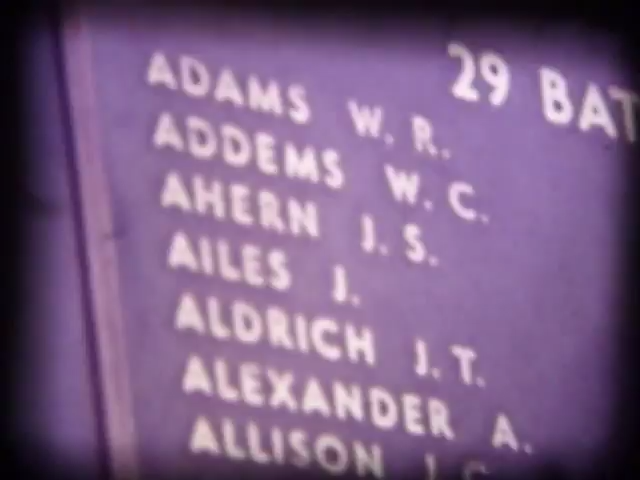 29 BAT
ADAMS W. R.
ADDEMS W. C.
AHERN J. S.
AILES J.
ALDRICH J. T.
ALEXANDER A.
ALLISON